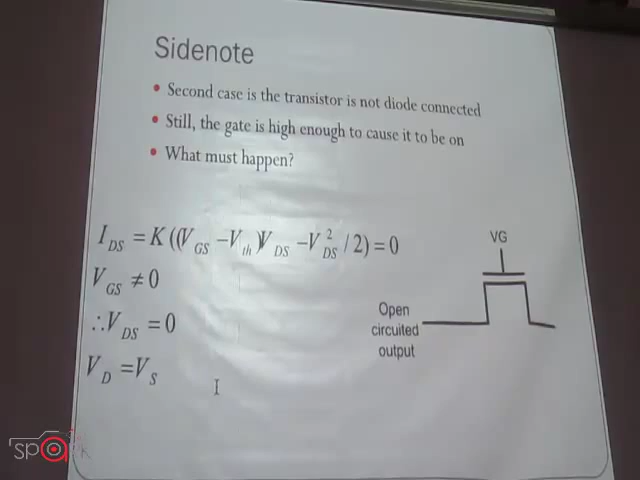 Sidenote
• Second case is the transistor is not diode connected
• Still, the gate is high enough to cause it to be on
• What must happen?
I_DS = K((V_GS − V_th)V_DS − V_DS^2 / 2) = 0
V_GS ≠ 0
∴V_DS = 0
V_D = V_S
VG
Open
circuited
output